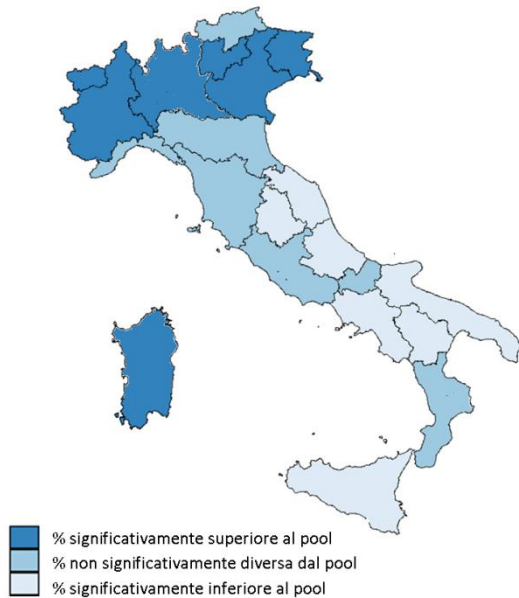 % significativamente superiore al pool
% non significativamente diversa dal pool
% significativamente inferiore al pool